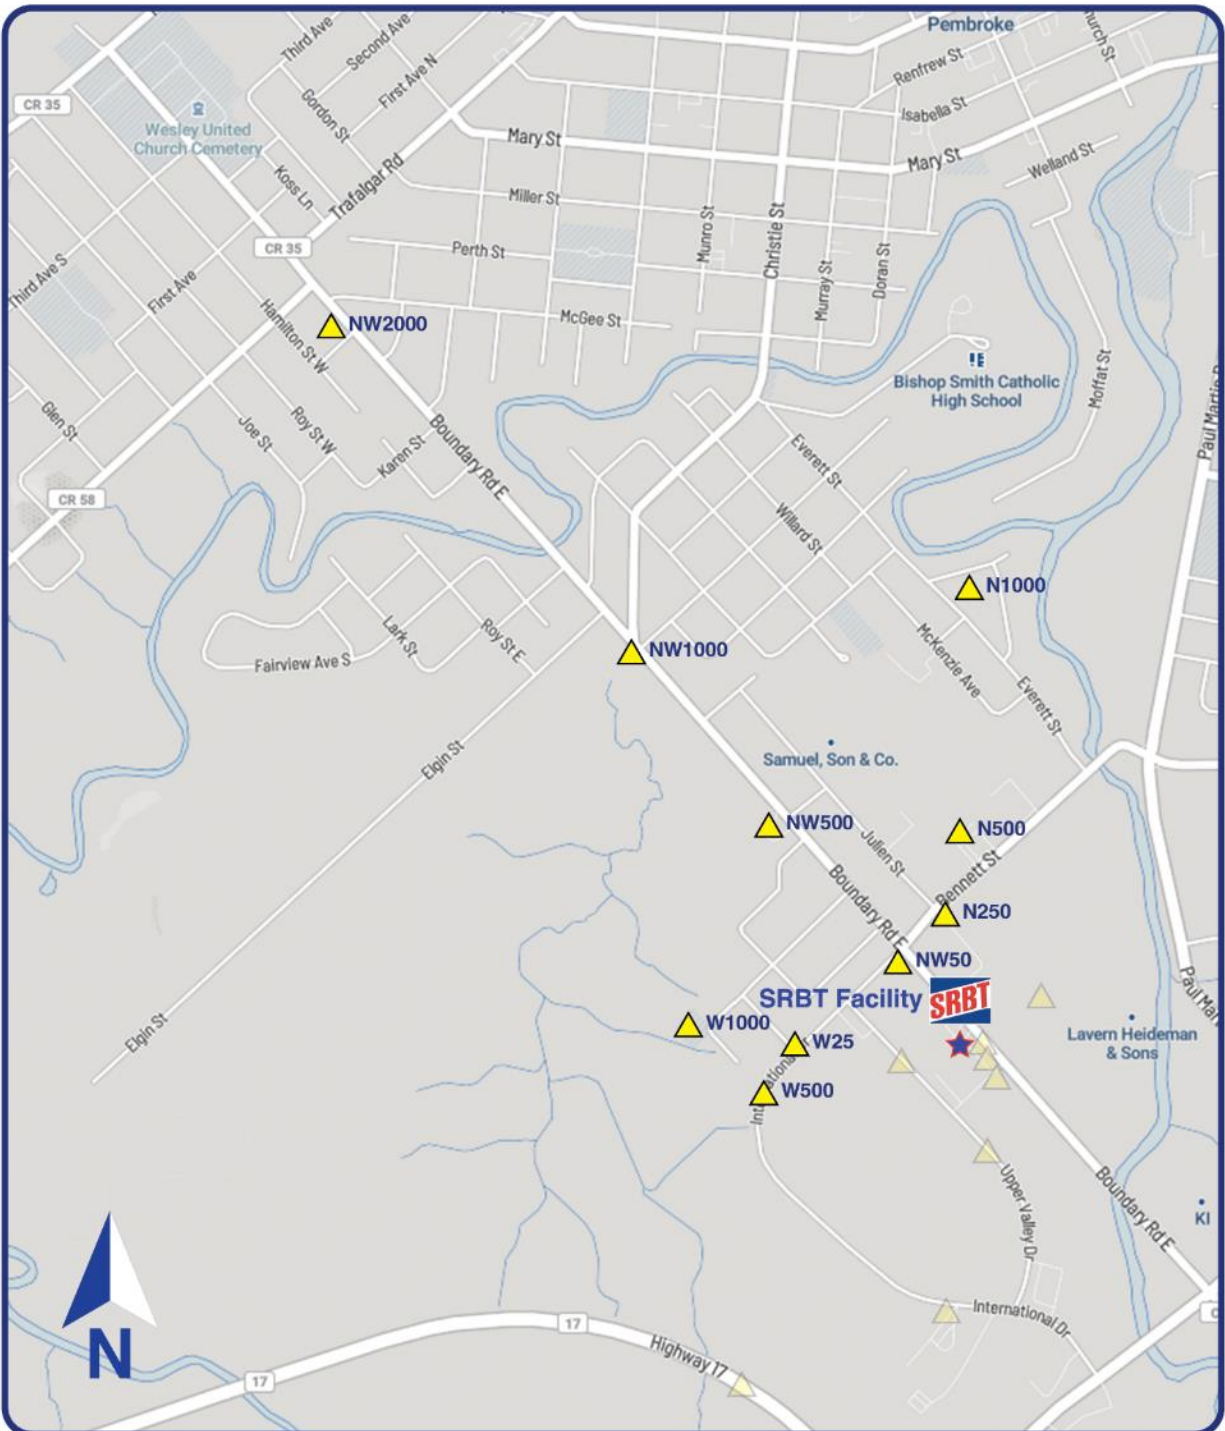 Third Ave
Second Ave
Pembroke
First Ave N
Renfrew St
CR 35
Gordon St
Isabella St
Wesley United
Church Cemetery
Mary St
Mary St
Welland St
Koss Ln
Trafalgar Rd
Miller St
Munro St
Christie St
CR 35
Perth St
Murray St
Doran St
Third Ave S
First Ave
Hamilton St W
NW2000
McGee St
Bishop Smith Catholic
High School
Moffat St
Glen St
Joe St
Roy St W
Karen St
Boundary Rd E
Everett St
CR 58
Willard St
N1000
Lark St
Roy St E
Fairview Ave S
NW1000
McKenzie Ave
Everett St
Elgin St
Samuel, Son & Co.
NW500
N500
Julien St
Bennett St
Boundary Rd E
N250
NW50
SRBT Facility
SRBT
W1000
W25
Lavern Heideman
& Sons
Elgin St
W500
Upper Valley Dr
Boundary Rd E
KI
International Dr
17
Highway 17
N
17